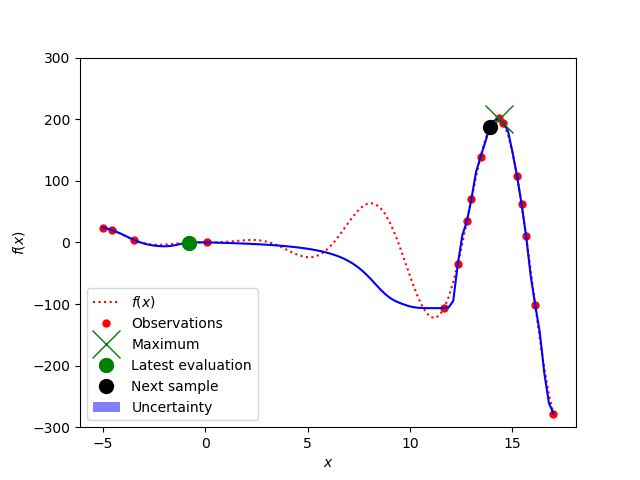 300
200
100
0
−100
−200
−300
f(x)
f(x)
Observations
Maximum
Latest evaluation
Next sample
Uncertainty
−5 0 5 10 15
x